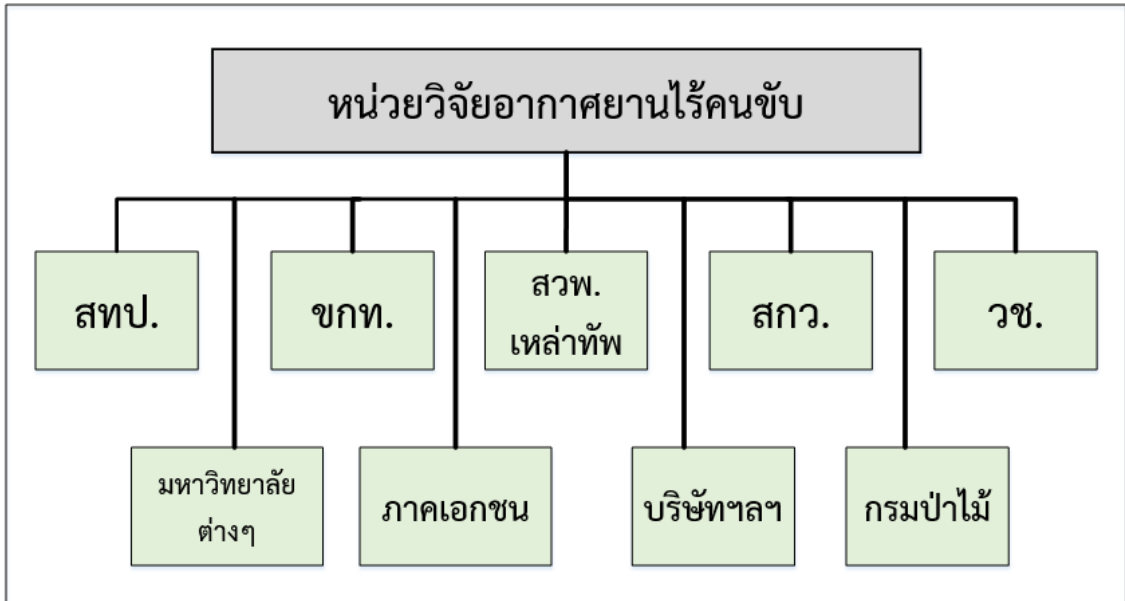 หน่วยวิจัยอากาศยานไร้คนขับ
สทป.
ขกท.
สวพ.
เหล่าทัพ
สกว.
วช.
มหาวิทยาลัย
ต่างๆ
ภาคเอกชน
บริษัทฯลฯ
กรมป่าไม้